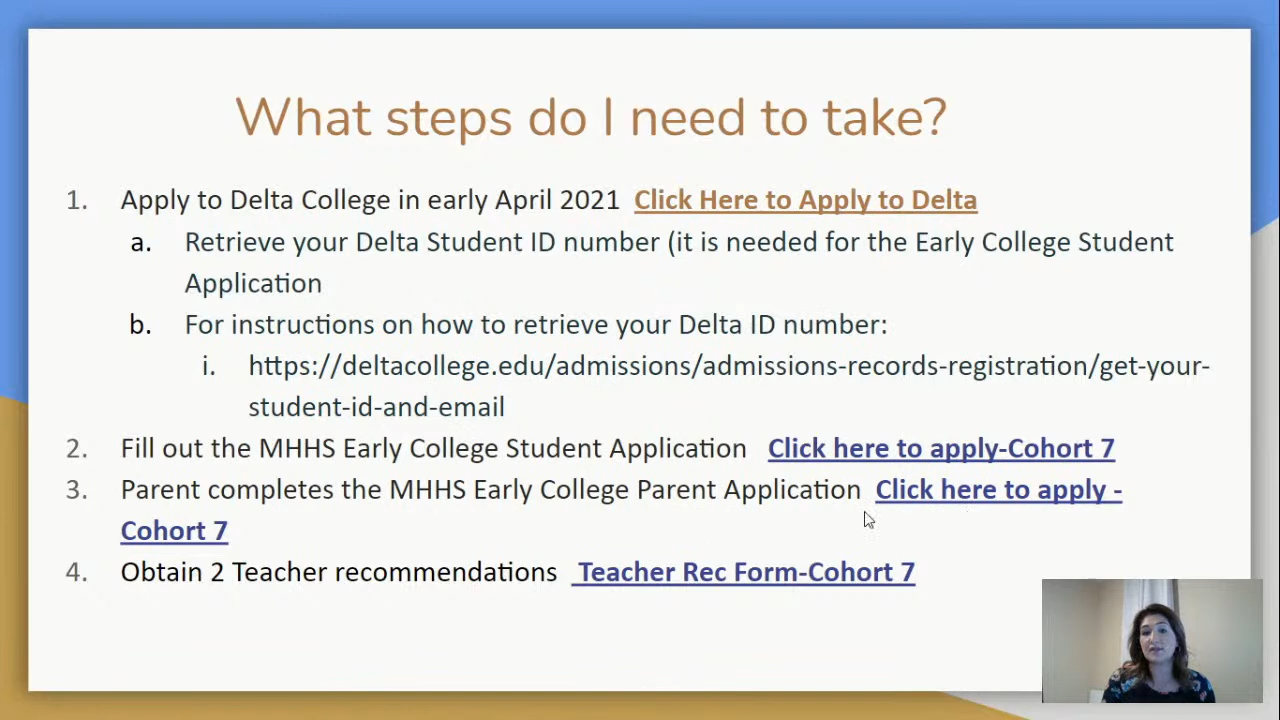 What steps do I need to take?
1. Apply to Delta College in early April 2021 Click Here to Apply to Delta
a. Retrieve your Delta Student ID number (it is needed for the Early College Student
Application
b. For instructions on how to retrieve your Delta ID number:
i. https://deltacollege.edu/admissions/admissions-records-registration/get-your-
student-id-and-email
2. Fill out the MHHS Early College Student Application Click here to apply-Cohort 7
3. Parent completes the MHHS Early College Parent Application Click here to apply -
Cohort 7
4. Obtain 2 Teacher recommendations Teacher Rec Form-Cohort 7